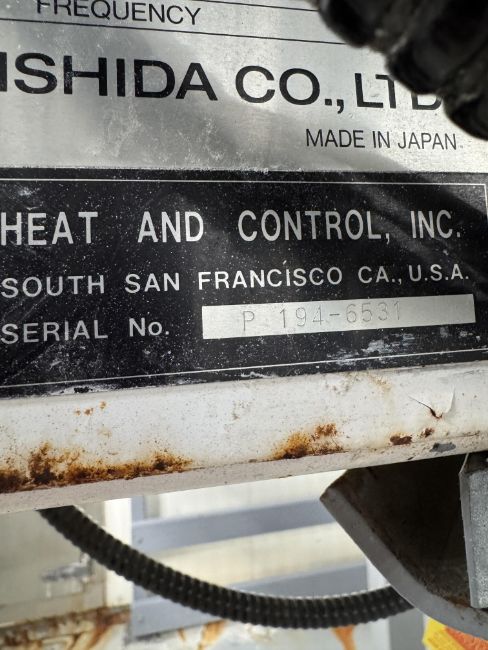 FREQUENCY
ISHIDA CO., LTD
MADE IN JAPAN
HEAT AND CONTROL, INC.
SOUTH SAN FRANCISCO CA., U.S.A.
SERIAL No. P 194-6531